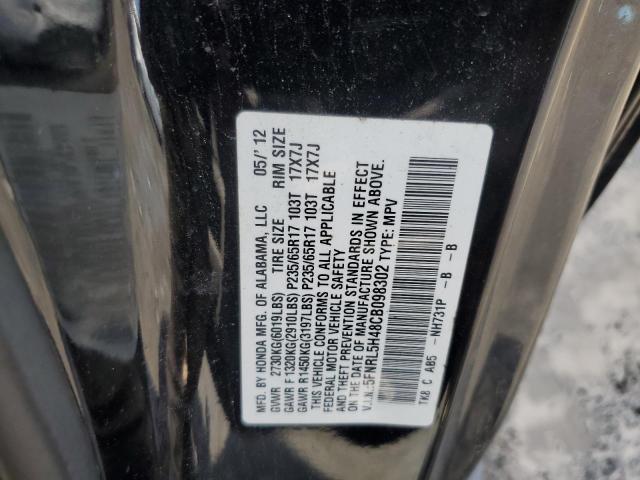 MFD. BY HONDA MFG. OF ALABAMA, LLC 05/' 12
GVWR 2730KG(6019LBS) TIRE SIZE RIM SIZE
GAWR F 1320KG(2910LBS) P235/65R17 103T 17X7J
GAWR R1450KG(3197LBS) P235/65R17 103T 17X7J
THIS VEHICLE CONFORMS TO ALL APPLICABLE
FEDERAL MOTOR VEHICLE SAFETY
AND THEFT PREVENTION STANDARDS IN EFFECT
ON THE DATE OF MANUFACTURE SHOWN ABOVE.
V.I.N.:5FNRL5H48CB098302 TYPE: MPV
TK8 C AB5 -NH731P -B -B